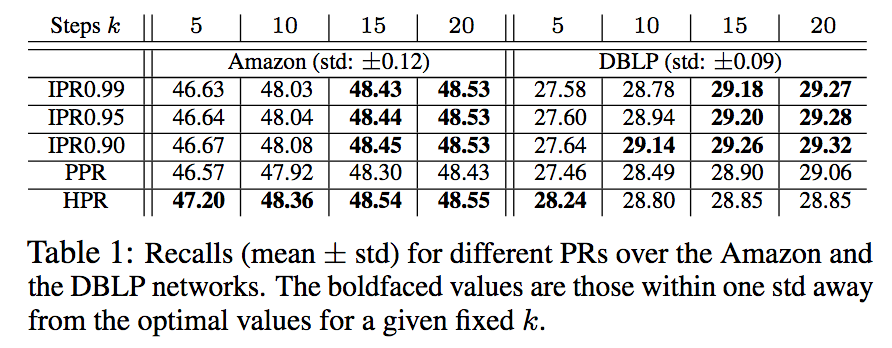 Steps k 5 10 15 20 5 10 15 20
Amazon (std: ±0.12) DBLP (std: ±0.09)
IPR0.99 46.63 48.03 48.43 48.53 27.58 28.78 29.18 29.27
IPR0.95 46.64 48.04 48.44 48.53 27.60 28.94 29.20 29.28
IPR0.90 46.67 48.08 48.45 48.53 27.64 29.14 29.26 29.32
PPR 46.57 47.92 48.30 48.43 27.46 28.49 28.90 29.06
HPR 47.20 48.36 48.54 48.55 28.24 28.80 28.85 28.85
Table 1: Recalls (mean ± std) for different PRs over the Amazon and
the DBLP networks. The boldfaced values are those within one std away
from the optimal values for a given fixed k.